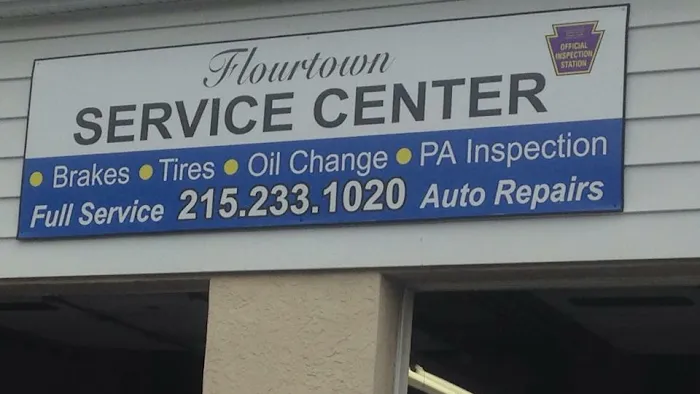 Flourtown
SERVICE CENTER
OFFICIAL
INSPECTION
STATION
• Brakes • Tires • Oil Change • PA Inspection
Full Service 215.233.1020 Auto Repairs